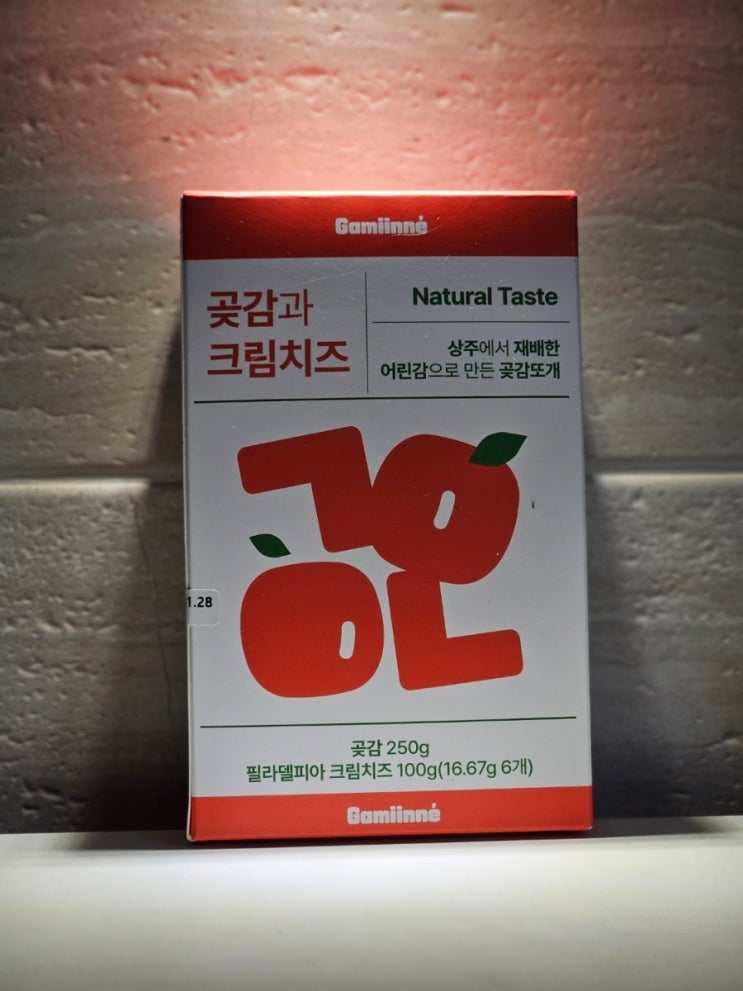 Gamiinné
곶감과
크림치즈
Natural Taste
상주에서 재배한
어린감으로 만든 곶감또개
1.28
곶감 250g
필라델피아 크림치즈 100g(16.67g 6개)
Gamiinné